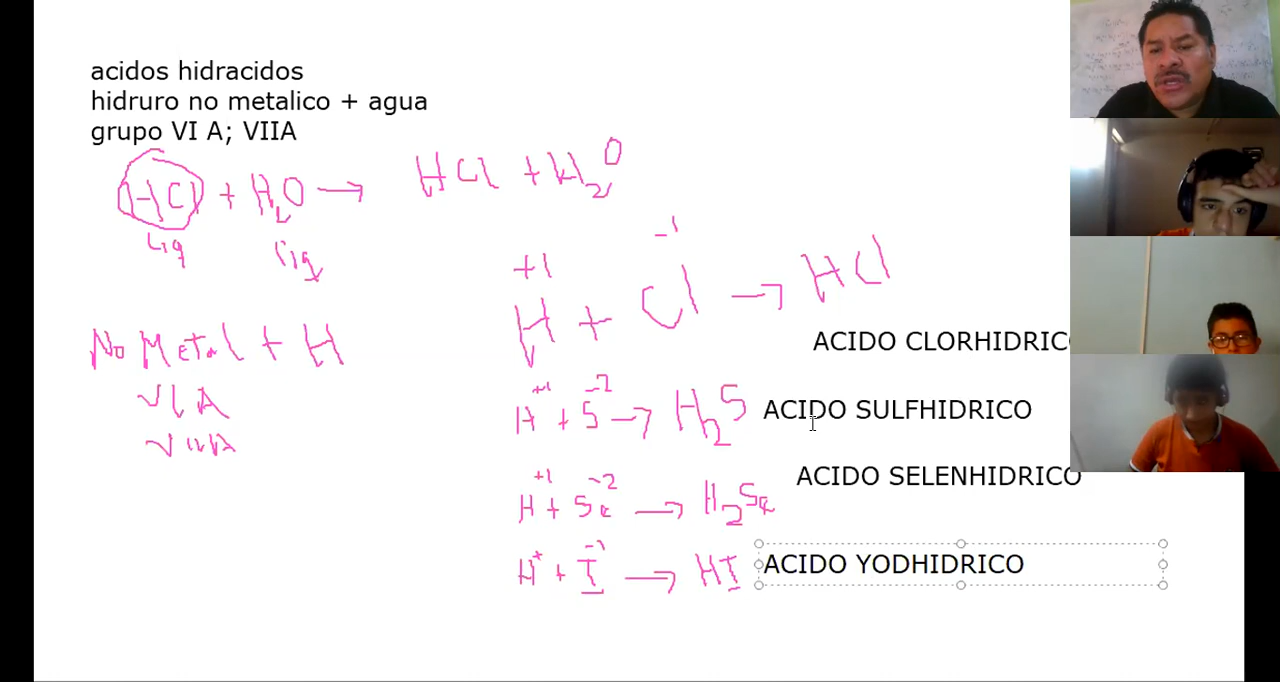 acidos hidracidos
hidruro no metalico + agua
grupo VI A; VIIA
HCl + H2O → HCl + H2O
Liq liq
+1 -1
H + Cl → HCl
ACIDO CLORHIDRIC
No Metal + H
VI A
VIIA
+1 -2
H + S → H2S ACIDO SULFHIDRICO
+1 -2
H + Se → H2Se ACIDO SELENHIDRICO
+ -1
H + I → HI ACIDO YODHIDRICO